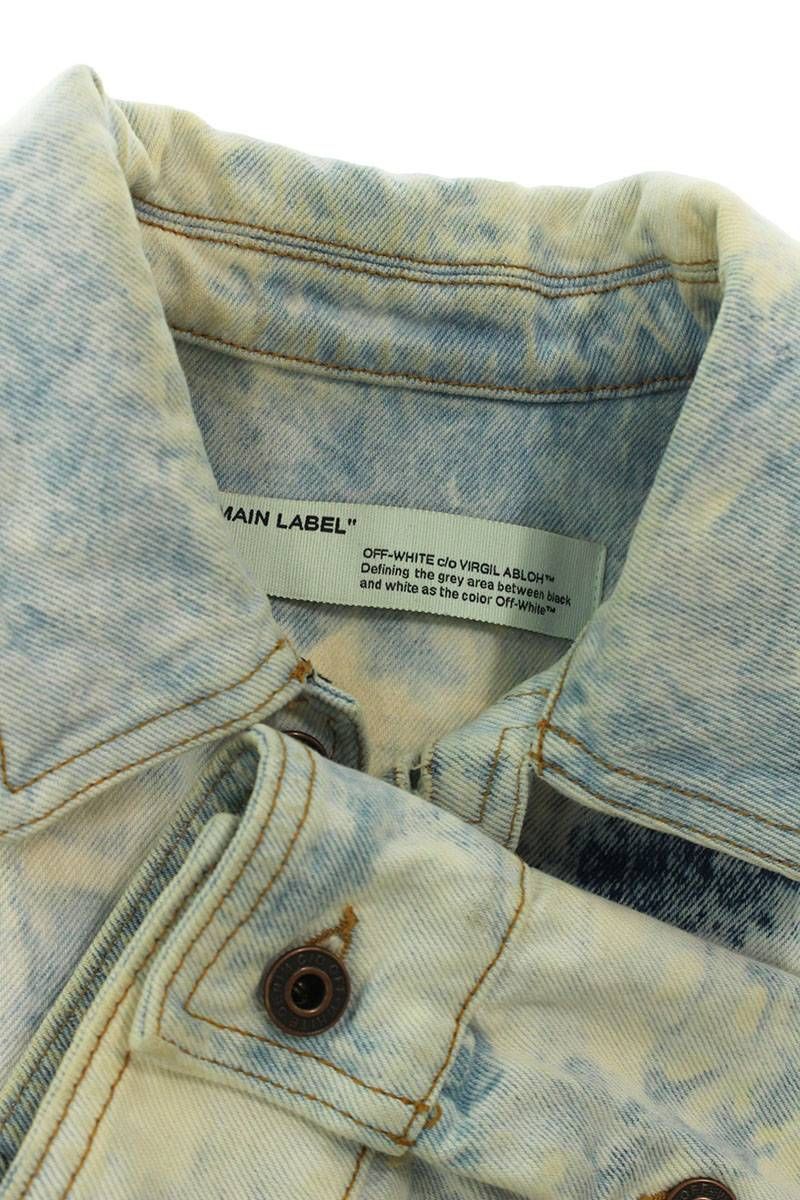 MAIN LABEL"
OFF-WHITE c/o VIRGIL ABLOH™
Defining the grey area between black
and white as the color Off-White™